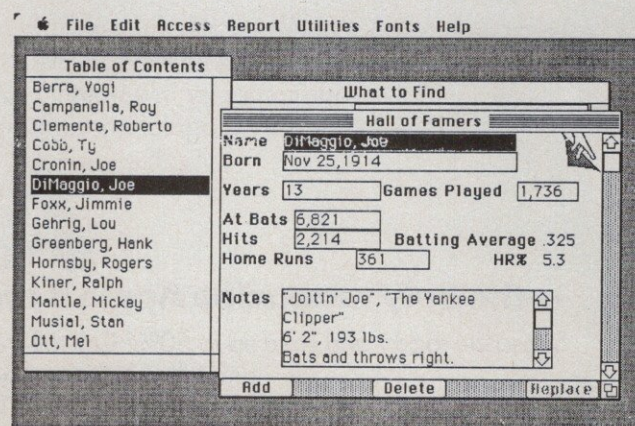 File Edit Access Report Utilities Fonts Help
Table of Contents
Berra, Yogi
Campanella, Roy
Clemente, Roberto
Cobb, Ty
Cronin, Joe
DiMaggio, Joe
Foxx, Jimmie
Gehrig, Lou
Greenberg, Hank
Hornsby, Rogers
Kiner, Ralph
Mantle, Mickey
Musial, Stan
Ott, Mel
What to Find
Hall of Famers
Name DiMaggio, Joe
Born Nov 25,1914
Years 13 Games Played 1,736
At Bats 6,821
Hits 2,214 Batting Average .325
Home Runs 361 HR% 5.3
Notes "Joltin' Joe", "The Yankee
Clipper"
6' 2", 193 lbs.
Bats and throws right.
Add Delete Replace